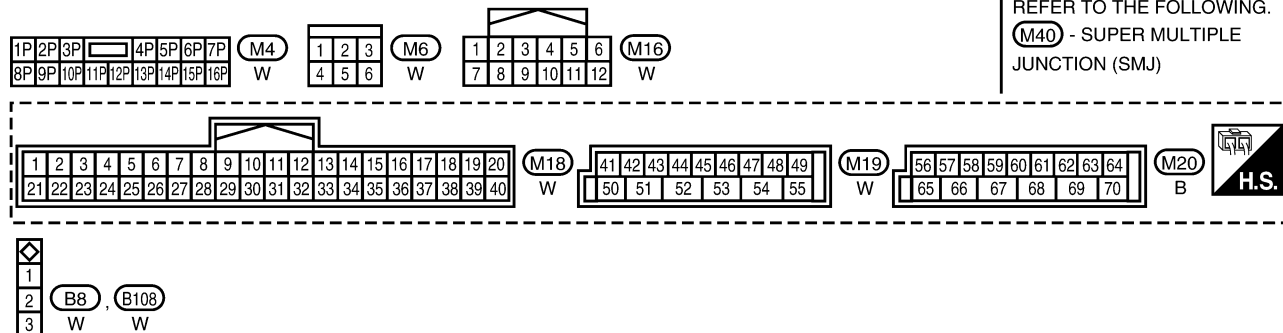 REFER TO THE FOLLOWING.
M40 - SUPER MULTIPLE
JUNCTION (SMJ)
1P 2P 3P 4P 5P 6P 7P
8P 9P 10P 11P 12P 13P 14P 15P 16P
M4
W
1 2 3
4 5 6
M6
W
1 2 3 4 5 6
7 8 9 10 11 12
M16
W
1 2 3 4 5 6 7 8 9 10 11 12 13 14 15 16 17 18 19 20
21 22 23 24 25 26 27 28 29 30 31 32 33 34 35 36 37 38 39 40
M18
W
41 42 43 44 45 46 47 48 49
50 51 52 53 54 55
M19
W
56 57 58 59 60 61 62 63 64
65 66 67 68 69 70
M20
B
H.S.
1
2
3
B8 , B108
W W